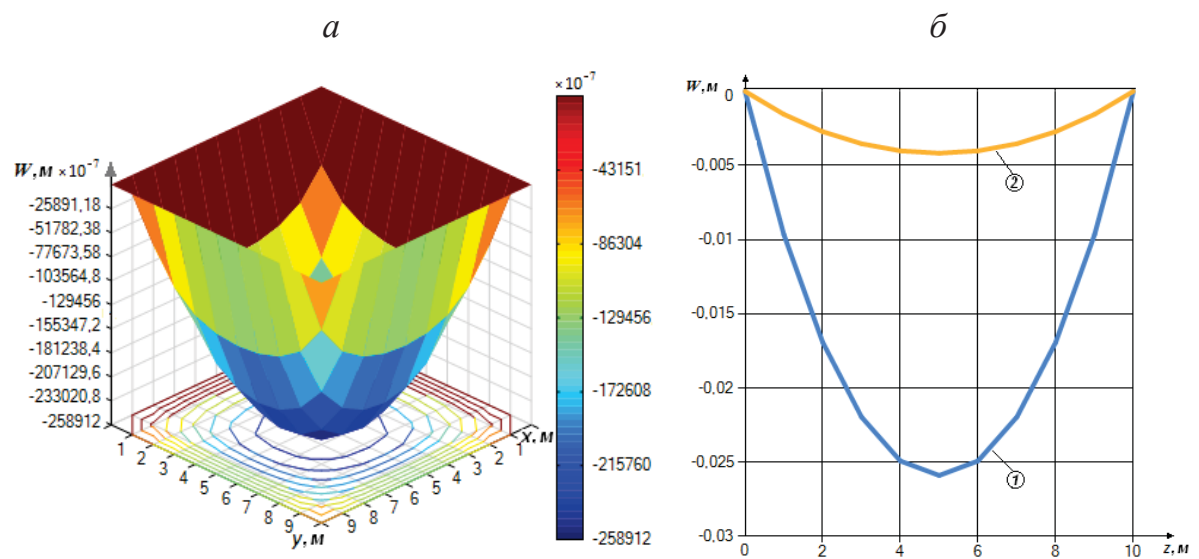 а
W, м ×10⁻⁷
-25891,18
-51782,38
-77673,58
-103564,8
-129456
-155347,2
-181238,4
-207129,6
-233020,8
-258912
1 2 3 4 5 6 7 8 9
y, м
9 8 7 6 5 4 3 2 1
x, м
×10⁻⁷
-43151
-86304
-129456
-172608
-215760
-258912
б
W, м
0
-0,005
-0,01
-0,015
-0,02
-0,025
-0,03
②
①
0 2 4 6 8 10
z, м